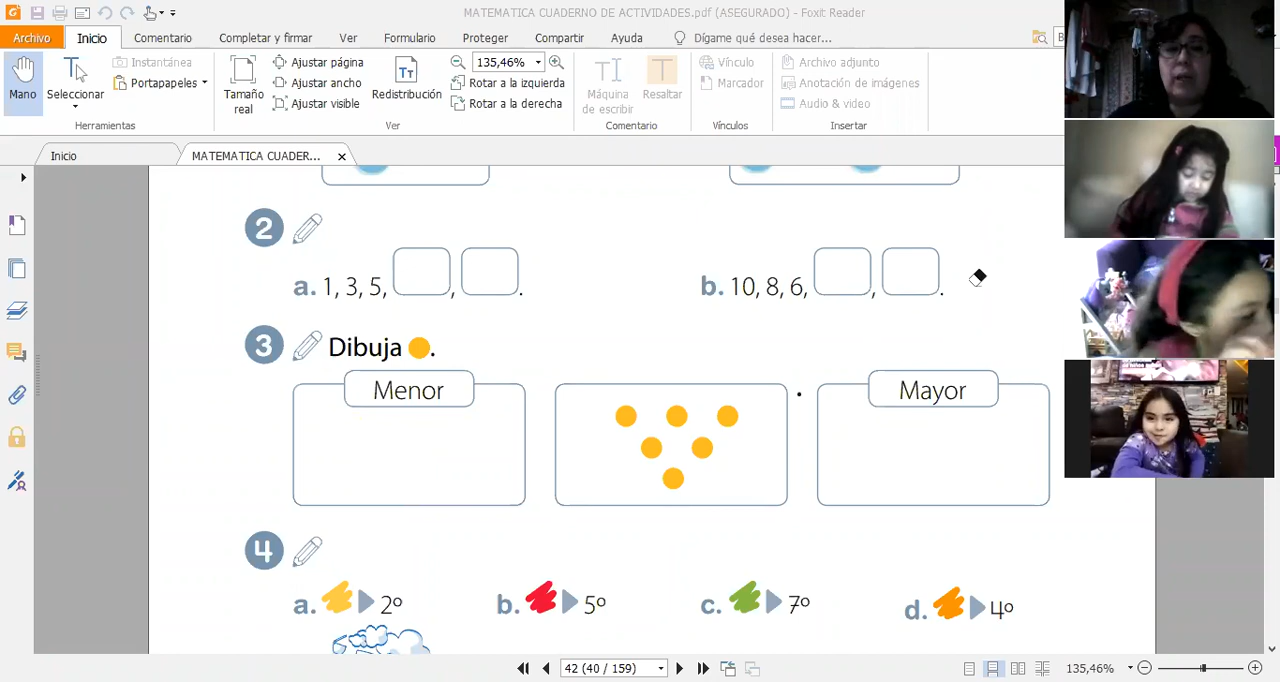 MATEMATICA CUADERNO DE ACTIVIDADES.pdf (ASEGURADO) - Foxit Reader
Archivo Inicio Comentario Completar y firmar Ver Formulario Proteger Compartir Ayuda Dígame qué desea hacer...
Mano
Seleccionar
Instantánea
Portapapeles
Herramientas
Tamaño real
Ajustar página
Ajustar ancho
Ajustar visible
Redistribución
135,46%
Rotar a la izquierda
Rotar a la derecha
Ver
Máquina de escribir
Resaltar
Comentario
Vínculo
Marcador
Vínculos
Archivo adjunto
Anotación de imágenes
Audio & video
Insertar
Inicio MATEMATICA CUADER...
2
a. 1, 3, 5, , .
b. 10, 8, 6, , .
3 Dibuja .
Menor Mayor
4
a. 2º b. 5º c. 7º d. 4º
42 (40 / 159) 135,46%